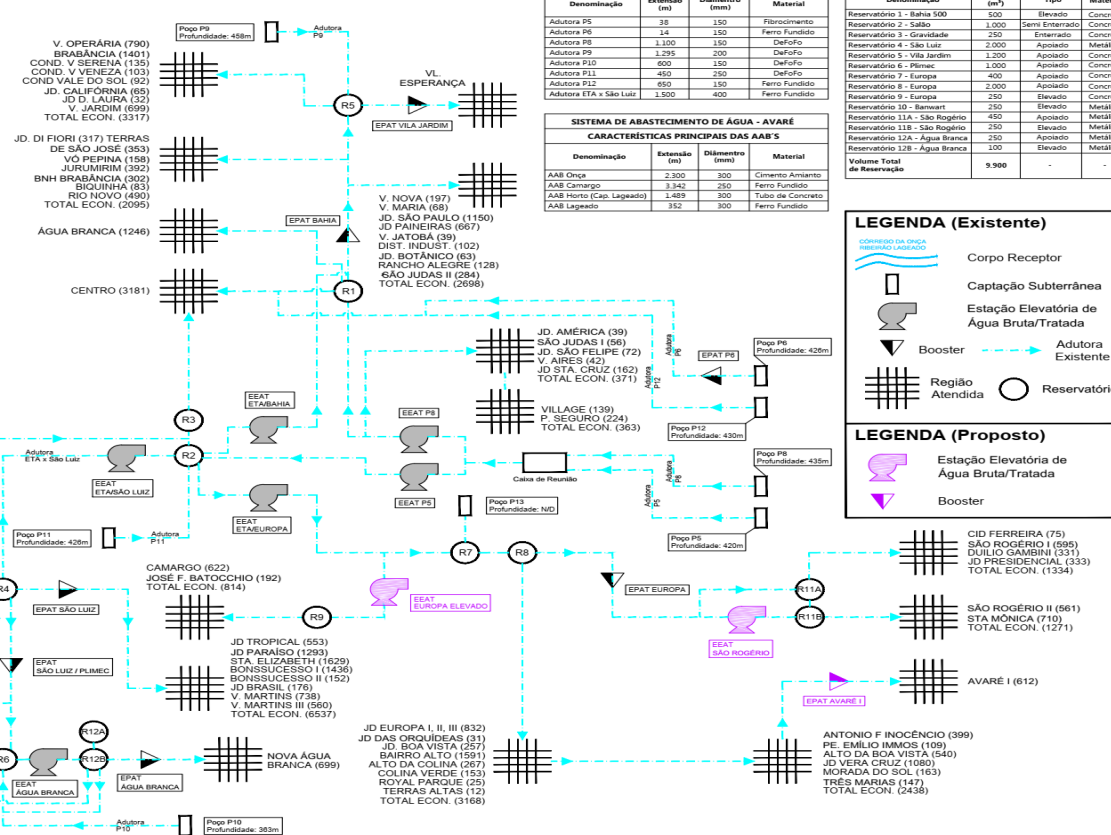 Denominação
Extensão
(m)
Diâmentro
(mm)
Material
Adutora P5 38 150 Fibrocimento
Adutora P6 14 150 Ferro Fundido
Adutora P8 1.100 150 DeFoFo
Adutora P9 1.295 200 DeFoFo
Adutora P10 600 150 DeFoFo
Adutora P11 450 250 DeFoFo
Adutora P12 650 150 Ferro Fundido
Adutora ETA x São Luiz 1.500 400 Ferro Fundido
SISTEMA DE ABASTECIMENTO DE ÁGUA - AVARÉ
CARACTERÍSTICAS PRINCIPAIS DAS AAB´S
Denominação
Extensão
(m)
Diâmentro
(mm)
Material
AAB Onça 2.300 300 Cimento Amianto
AAB Camargo 3.342 250 Ferro Fundido
AAB Horto (Cap. Lageado) 1.489 300 Tubo de Concreto
AAB Lageado 352 300 Ferro Fundido
(m³)
Reservatório 1 - Bahia 500 500 Elevado
Reservatório 2 - Salão 1.000 Semi Enterrado
Reservatório 3 - Gravidade 250 Enterrado
Reservatório 4 - São Luiz 2.000 Apoiado
Reservatório 5 - Vila Jardim 1.200 Apoiado
Reservatório 6 - Plimec 1.000 Apoiado
Reservatório 7 - Europa 400 Apoiado
Reservatório 8 - Europa 2.000 Apoiado
Reservatório 9 - Europa 250 Elevado
Reservatório 10 - Banwart 250 Elevado
Reservatório 11A - São Rogério 450 Apoiado
Reservatório 11B - São Rogério 250 Elevado
Reservatório 12A - Água Branca 250 Apoiado
Reservatório 12B - Água Branca 100 Elevado
Volume Total
de Reservação
9.900 - -
Poço P9
Profundidade: 458m
Adutora
P9
V. OPERÁRIA (790)
BRABÂNCIA (1401)
COND. V SERENA (135)
COND. V VENEZA (103)
COND VALE DO SOL (92)
JD. CALIFÓRNIA (65)
JD D. LAURA (32)
V. JARDIM (699)
TOTAL ECON. (3317)
R5
VL.
ESPERANÇA
EPAT VILA JARDIM
JD. DI FIORI (317) TERRAS
DE SÃO JOSÉ (353)
VÓ PEPINA (158)
JURUMIRIM (392)
BNH BRABÂNCIA (302)
BIQUINHA (83)
RIO NOVO (490)
TOTAL ECON. (2095)
ÁGUA BRANCA (1246)
EPAT BAHIA
V. NOVA (197)
V. MARIA (68)
JD. SÃO PAULO (1150)
JD PAINEIRAS (667)
V. JATOBÁ (39)
DIST. INDUST. (102)
JD. BOTÂNICO (63)
RANCHO ALEGRE (128)
SÃO JUDAS II (284)
TOTAL ECON. (2698)
CENTRO (3181)
R1
LEGENDA (Existente)
CÓRREGO DA ONÇA
RIBEIRÃO LAGEADO
Corpo Receptor
Captação Subterrânea
Estação Elevatória de
Água Bruta/Tratada
Booster
Adutora
Existente
Região
Atendida
Reservatório
LEGENDA (Proposto)
Estação Elevatória de
Água Bruta/Tratada
Booster
JD. AMÉRICA (39)
SÃO JUDAS I (56)
JD. SÃO FELIPE (72)
V. AIRES (42)
JD STA. CRUZ (162)
TOTAL ECON. (371)
VILLAGE (139)
P. SEGURO (224)
TOTAL ECON. (363)
Adutora
P6
EPAT P6
Poço P6
Profundidade: 426m
Adutora
P12
Poço P12
Profundidade: 430m
R3
EEAT
ETA/BAHIA
EEAT P8
Adutora
ETA x São Luiz
R2
EEAT
ETA/SÃO LUIZ
EEAT P5
Caixa de Reunião
Adutora
P8
Poço P8
Profundidade: 435m
Adutora
P5
Poço P5
Profundidade: 420m
EEAT
ETA/EUROPA
Poço P13
Profundidade: N/D
Poço P11
Profundidade: 426m
Adutora
P11
R7
R8
R4
EPAT SÃO LUIZ
CAMARGO (622)
JOSÉ F. BATOCCHIO (192)
TOTAL ECON. (814)
R9
EEAT
EUROPA ELEVADO
EPAT EUROPA
R11A
R11B
EEAT
SÃO ROGÉRIO
CID FERREIRA (75)
SÃO ROGÉRIO I (595)
DUILIO GAMBINI (331)
JD PRESIDENCIAL (333)
TOTAL ECON. (1334)
SÃO ROGÉRIO II (561)
STA MÔNICA (710)
TOTAL ECON. (1271)
EPAT
SÃO LUIZ / PLIMEC
JD TROPICAL (553)
JD PARAÍSO (1293)
STA. ELIZABETH (1629)
BONSSUCESSO I (1436)
BONSSUCESSO II (152)
JD BRASIL (176)
V. MARTINS (738)
V. MARTINS III (560)
TOTAL ECON. (6537)
EPAT AVARÉ I
AVARÉ I (612)
R6
EEAT
ÁGUA BRANCA
R12A
R12B
EPAT
ÁGUA BRANCA
NOVA ÁGUA
BRANCA (699)
JD EUROPA I, II, III (832)
JD DAS ORQUÍDEAS (31)
JD. BOA VISTA (257)
BAIRRO ALTO (1591)
ALTO DA COLINA (267)
COLINA VERDE (153)
ROYAL PARQUE (25)
TERRAS ALTAS (12)
TOTAL ECON. (3168)
ANTONIO F INOCÊNCIO (399)
PE. EMÍLIO IMMOS (109)
ALTO DA BOA VISTA (540)
JD VERA CRUZ (1080)
MORADA DO SOL (163)
TRÊS MARIAS (147)
TOTAL ECON. (2438)
Adutora
P10
Poço P10
Profundidade: 363m